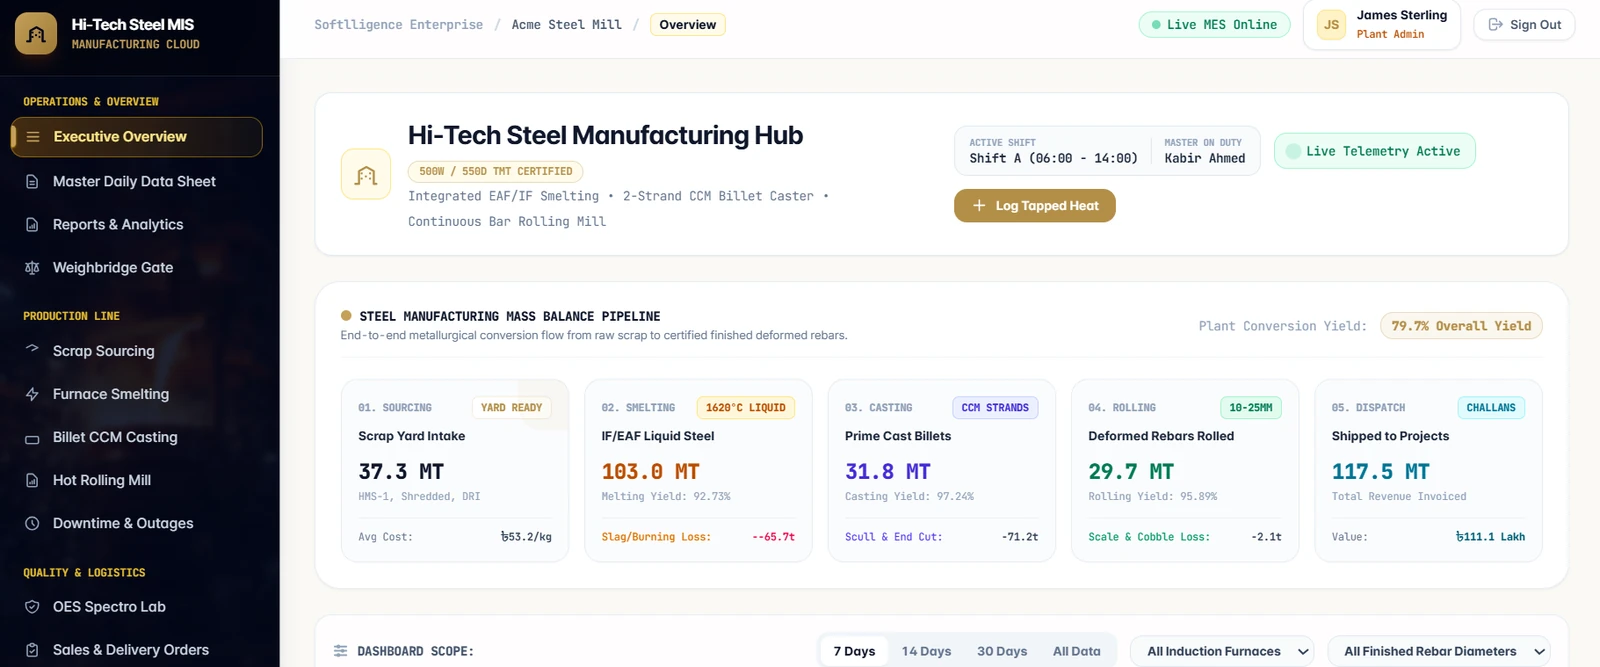 Hi-Tech Steel MIS
MANUFACTURING CLOUD
OPERATIONS & OVERVIEW
Executive Overview
Master Daily Data Sheet
Reports & Analytics
Weighbridge Gate
PRODUCTION LINE
Scrap Sourcing
Furnace Smelting
Billet CCM Casting
Hot Rolling Mill
Downtime & Outages
QUALITY & LOGISTICS
OES Spectro Lab
Sales & Delivery Orders
Softlligence Enterprise / Acme Steel Mill / Overview
Live MES Online
JS
James Sterling
Plant Admin
Sign Out
Hi-Tech Steel Manufacturing Hub
500W / 550D TMT CERTIFIED
Integrated EAF/IF Smelting • 2-Strand CCM Billet Caster •
Continuous Bar Rolling Mill
ACTIVE SHIFT
Shift A (06:00 - 14:00)
MASTER ON DUTY
Kabir Ahmed
Live Telemetry Active
+ Log Tapped Heat
STEEL MANUFACTURING MASS BALANCE PIPELINE
End-to-end metallurgical conversion flow from raw scrap to certified finished deformed rebars.
Plant Conversion Yield: 79.7% Overall Yield
01. SOURCING YARD READY
Scrap Yard Intake
37.3 MT
HMS-1, Shredded, DRI
Avg Cost: ৳53.2/kg
02. SMELTING 1620°C LIQUID
IF/EAF Liquid Steel
103.0 MT
Melting Yield: 92.73%
Slag/Burning Loss: --65.7t
03. CASTING CCM STRANDS
Prime Cast Billets
31.8 MT
Casting Yield: 97.24%
Scull & End Cut: -71.2t
04. ROLLING 10-25MM
Deformed Rebars Rolled
29.7 MT
Rolling Yield: 95.89%
Scale & Cobble Loss: -2.1t
05. DISPATCH CHALLANS
Shipped to Projects
117.5 MT
Total Revenue Invoiced
Value: ৳111.1 Lakh
DASHBOARD SCOPE:
7 Days 14 Days 30 Days All Data
All Induction Furnaces
All Finished Rebar Diameters